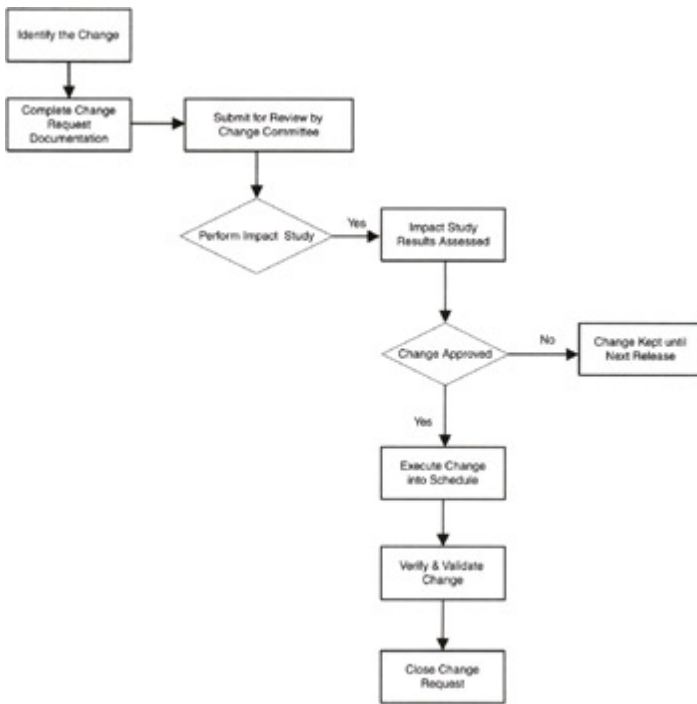 Identify the Change
Complete Change
Request
Documentation
Submit for Review by
Change Committee
Perform Impact Study
Yes
Impact Study
Results Assessed
Change Approved
No
Change Kept until
Next Release
Yes
Execute Change
into Schedule
Verify & Validate
Change
Close Change
Request